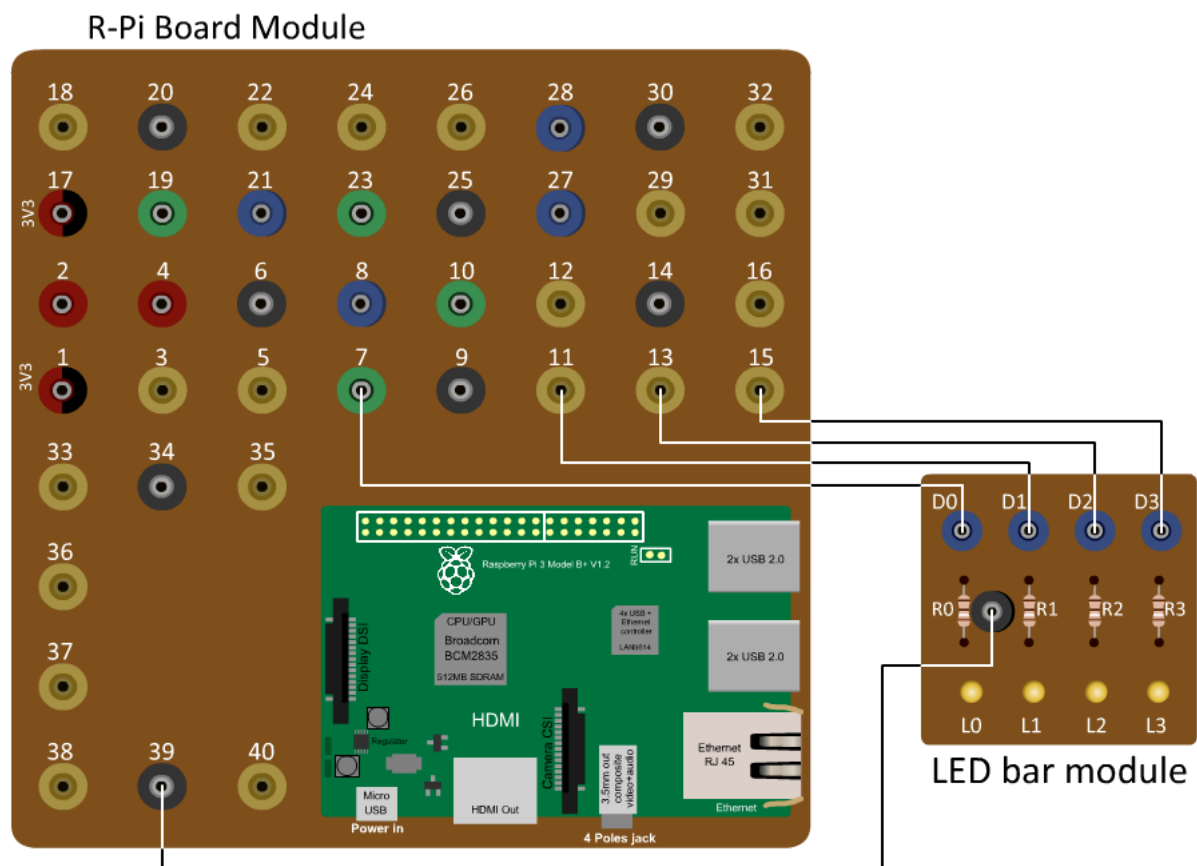 R-Pi Board Module
18 20 22 24 26 28 30 32
3V3
17 19 21 23 25 27 29 31
2 4 6 8 10 12 14 16
3V3
1 3 5 7 9 11 13 15
33 34 35
36
37
38 39 40
RUN
Raspberry Pi 3 Model B+ V1.2
2x USB 2.0
Display DSI
CPU/GPU
Broadcom
BCM2835
512MB SDRAM
4x USB +
Ethernet
controller
LAN9514
2x USB 2.0
HDMI
Regulater
Camera CSI
Ethernet
RJ 45
Micro
USB
Power in
HDMI Out
3.5mm out
composite
video+audio
4 Poles jack
Ethernet
D0 D1 D2 D3
R0 R1 R2 R3
L0 L1 L2 L3
LED bar module